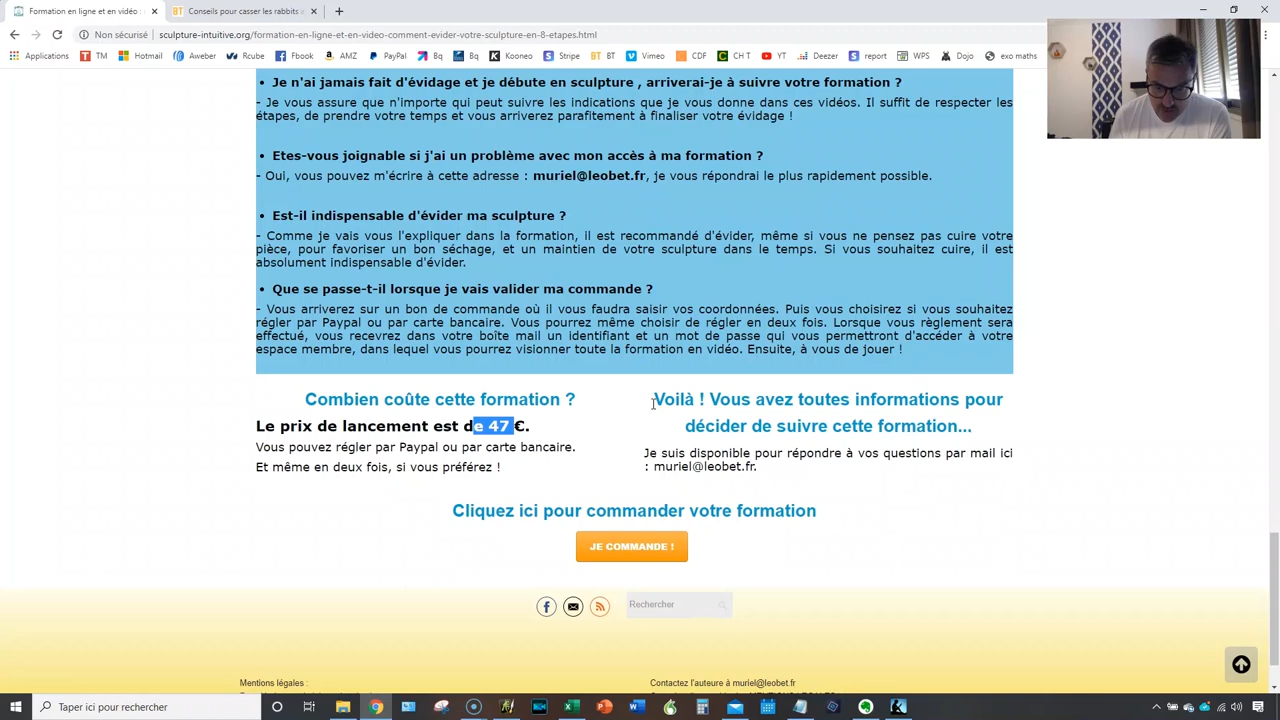 Formation en ligne et en vidéo :
Conseils pour casser les rabbits
Non sécurisé | sculpture-intuitive.org/formation-en-ligne-et-en-video-comment-evider-votre-sculpture-en-8-etapes.html
Applications TM Hotmail Aweber Rcube Ebook AMZ PayPal Bq Bq Kooneo Stripe BT Vimeo CDF CH T YT Deezer report WPS Dojo exo maths
• Je n'ai jamais fait d'évidage et je débute en sculpture , arriverai-je à suivre votre formation ?
- Je vous assure que n'importe qui peut suivre les indications que je vous donne dans ces vidéos. Il suffit de respecter les
étapes, de prendre votre temps et vous arriverez parafitement à finaliser votre évidage !
• Etes-vous joignable si j'ai un problème avec mon accès à ma formation ?
- Oui, vous pouvez m'écrire à cette adresse : muriel@leobet.fr, je vous répondrai le plus rapidement possible.
• Est-il indispensable d'évider ma sculpture ?
- Comme je vais vous l'expliquer dans la formation, il est recommandé d'évider, même si vous ne pensez pas cuire votre
pièce, pour favoriser un bon séchage, et un maintien de votre sculpture dans le temps. Si vous souhaitez cuire, il est
absolument indispensable d'évider.
• Que se passe-t-il lorsque je vais valider ma commande ?
- Vous arriverez sur un bon de commande où il vous faudra saisir vos coordonnées. Puis vous choisirez si vous souhaitez
régler par Paypal ou par carte bancaire. Vous pourrez même choisir de régler en deux fois. Lorsque vous règlement sera
effectué, vous recevrez dans votre boîte mail un identifiant et un mot de passe qui vous permettront d'accéder à votre
espace membre, dans lequel vous pourrez visionner toute la formation en vidéo. Ensuite, à vous de jouer !
Combien coûte cette formation ?
Le prix de lancement est de 47 €.
Vous pouvez régler par Paypal ou par carte bancaire.
Et même en deux fois, si vous préférez !
Voilà ! Vous avez toutes informations pour
décider de suivre cette formation...
Je suis disponible pour répondre à vos questions par mail ici
: muriel@leobet.fr.
Cliquez ici pour commander votre formation
JE COMMANDE !
Rechercher
Mentions légales :
Contactez l'auteure à muriel@leobet.fr
Taper ici pour rechercher